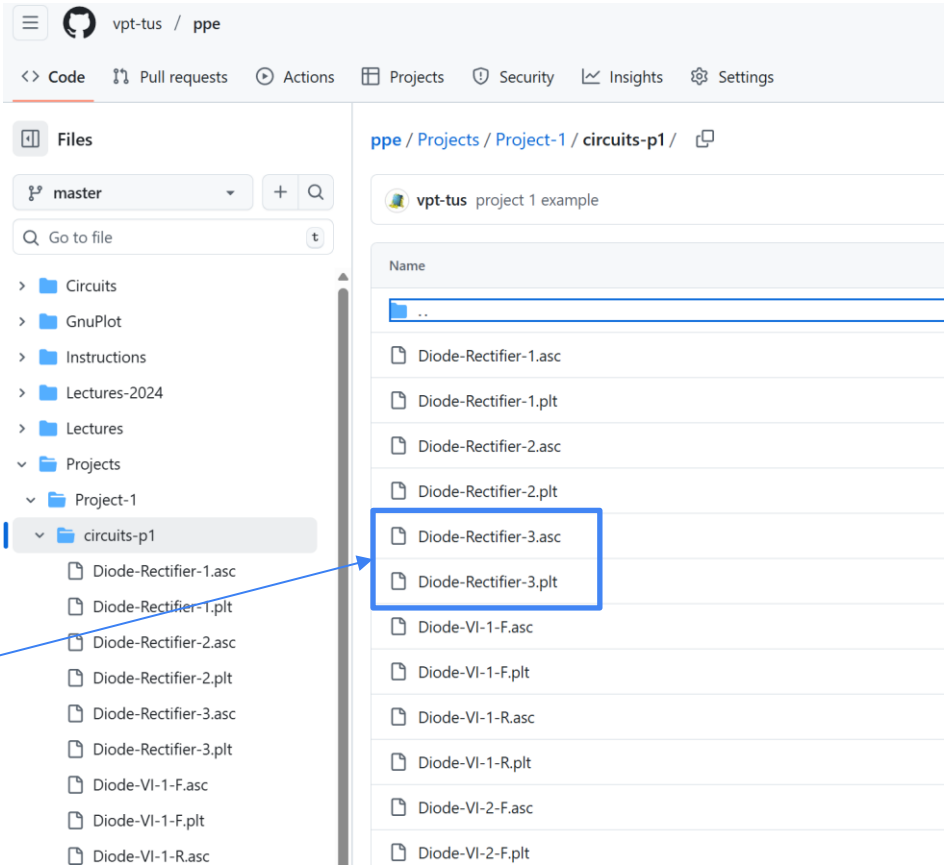 vpt-tus / ppe
Code Pull requests Actions Projects Security Insights Settings
Files
master
Go to file t
Circuits
GnuPlot
Instructions
Lectures-2024
Lectures
Projects
Project-1
circuits-p1
Diode-Rectifier-1.asc
Diode-Rectifier-1.plt
Diode-Rectifier-2.asc
Diode-Rectifier-2.plt
Diode-Rectifier-3.asc
Diode-Rectifier-3.plt
Diode-VI-1-F.asc
Diode-VI-1-F.plt
Diode-VI-1-R.asc
ppe / Projects / Project-1 / circuits-p1 /
vpt-tus project 1 example
Name
..
Diode-Rectifier-1.asc
Diode-Rectifier-1.plt
Diode-Rectifier-2.asc
Diode-Rectifier-2.plt
Diode-Rectifier-3.asc
Diode-Rectifier-3.plt
Diode-VI-1-F.asc
Diode-VI-1-F.plt
Diode-VI-1-R.asc
Diode-VI-1-R.plt
Diode-VI-2-F.asc
Diode-VI-2-F.plt